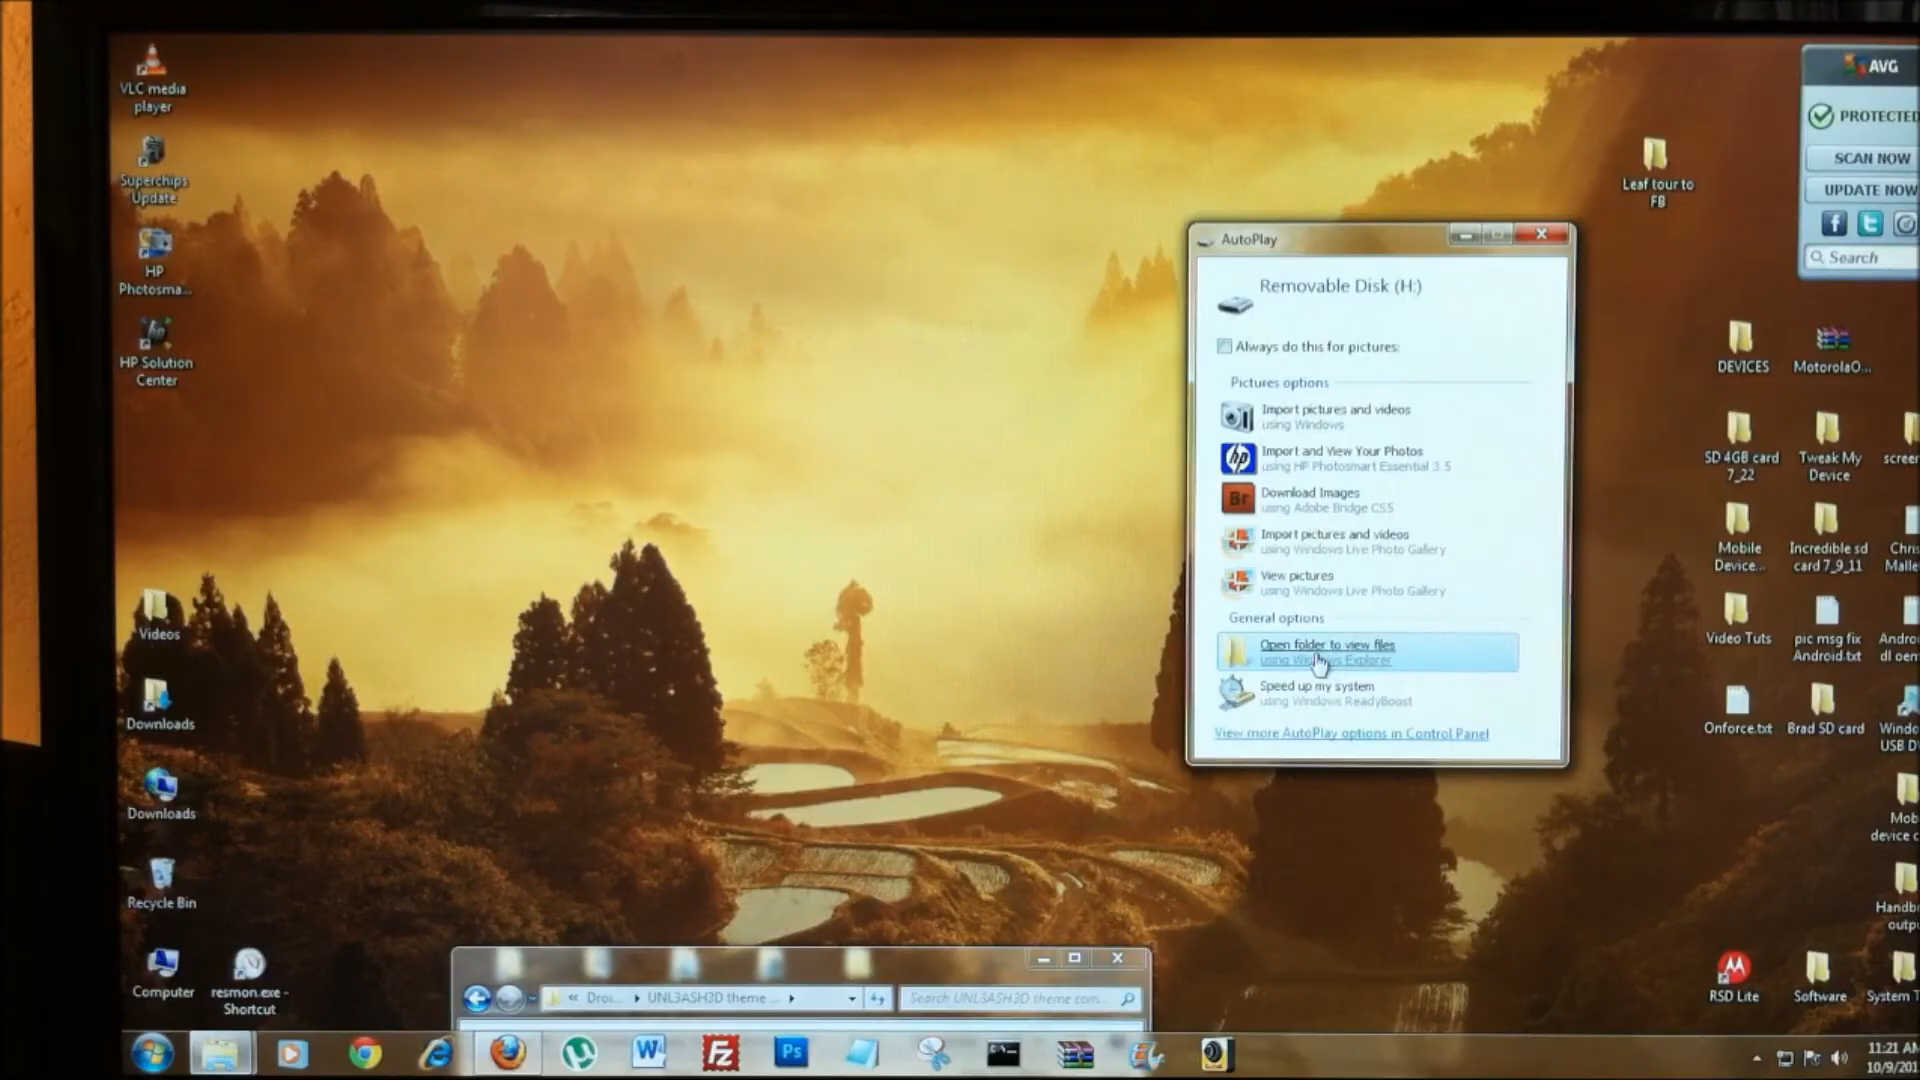 VLC media
player
Superchips
Update
HP
Photosma...
HP Solution
Center
Videos
Downloads
Downloads
Recycle Bin
Computer
resmon.exe -
Shortcut
AutoPlay
Removable Disk (H:)
Always do this for pictures:
Pictures options
Import pictures and videos
using Windows
Import and View Your Photos
using HP Photosmart Essential 3.5
Br
Download Images
using Adobe Bridge CS5
Import pictures and videos
using Windows Live Photo Gallery
View pictures
using Windows Live Photo Gallery
General options
Open folder to view files
using Windows Explorer
Speed up my system
using Windows ReadyBoost
View more AutoPlay options in Control Panel
Leaf tour to
FB
AVG
PROTECTED
SCAN NOW
UPDATE NOW
Search
DEVICES
MotorolaO...
SD 4GB card
7_22
Tweak My
Device
screen
Mobile
Device...
Incredible sd
card 7_9_11
Chris
Malle
Video Tuts
pic msg fix
Android.txt
Andro
dl oem
Onforce.txt
Brad SD card
Windo
USB D
Mob
device c
Handb
outpu
RSD Lite
Software
System T
« Droi... ▸ UNL3ASH3D theme ... ▸
Search UNL3ASH3D theme com...
W
FZ
Ps
11:21 AM
10/9/201